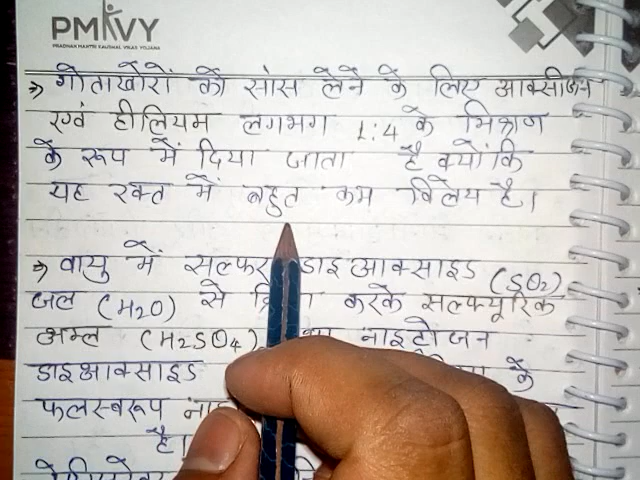 PMKVY
PRADHAN MANTRI KAUSHAL VIKAS YOJANA
⇒ गोताखोरों को सांस लेने के लिए आक्सीजन
एवं हीलियम लगभग 1:4 के मिश्रण
के रूप में दिया जाता है क्योंकि
यह रक्त में बहुत कम विलेय है।
⇒ वायु में सल्फर डाइआक्साइड (SO₂)
जल (H2O) से करके सल्फ्यूरिक
अम्ल (H2SO4) नाइट्रोजन
डाइआक्साइड के
फलस्वरूप
है।